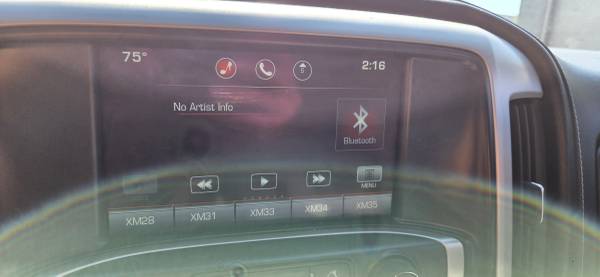 75°
2:16
No Artist Info
Bluetooth
MENU
XM28 XM31 XM33 XM34 XM35